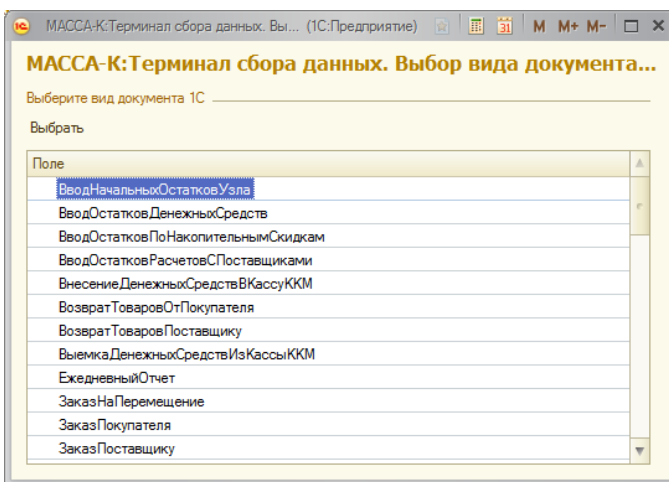 МАССА-К:Терминал сбора данных. Вы... (1С:Предприятие) 31 M M+ M-
МАССА-К:Терминал сбора данных. Выбор вида документа...
Выберите вид документа 1С
Выбрать
Поле
ВводНачальныхОстатковУзла
ВводОстатковДенежныхСредств
ВводОстатковПоНакопительнымСкидкам
ВводОстатковРасчетовСПоставщиками
ВнесениеДенежныхСредствВКассуККМ
ВозвратТоваровОтПокупателя
ВозвратТоваровПоставщику
ВыемкаДенежныхСредствИзКассыККМ
ЕжедневныйОтчет
ЗаказНаПеремещение
ЗаказПокупателя
ЗаказПоставщику